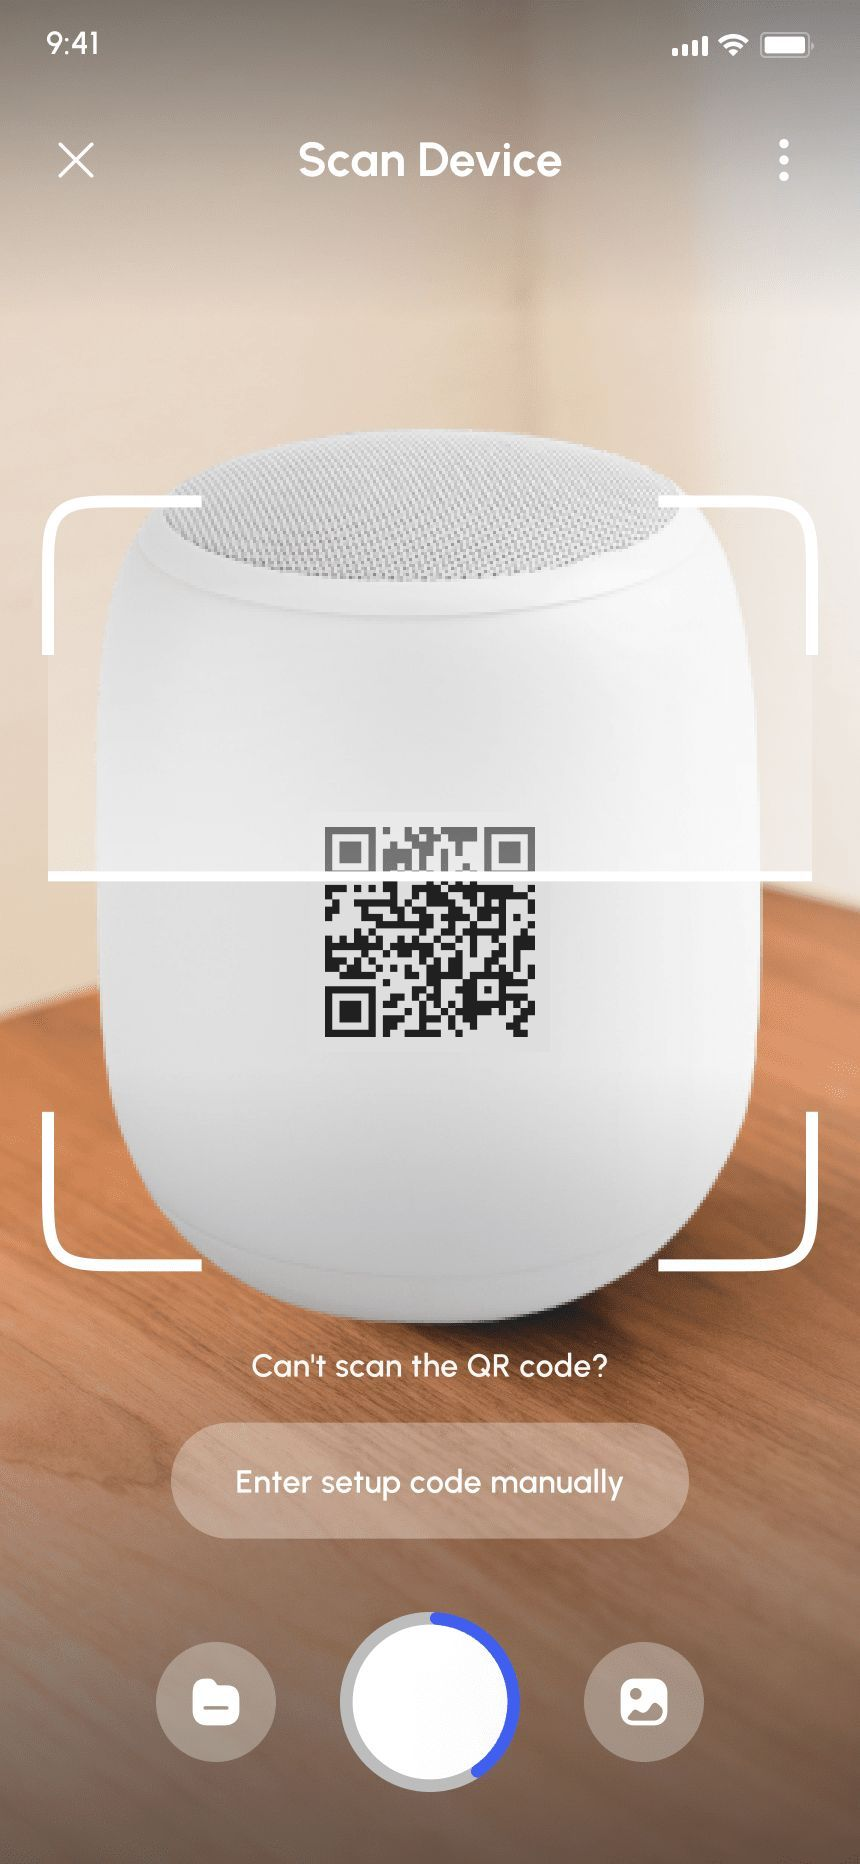 9:41
Scan Device
Can't scan the QR code?
Enter setup code manually